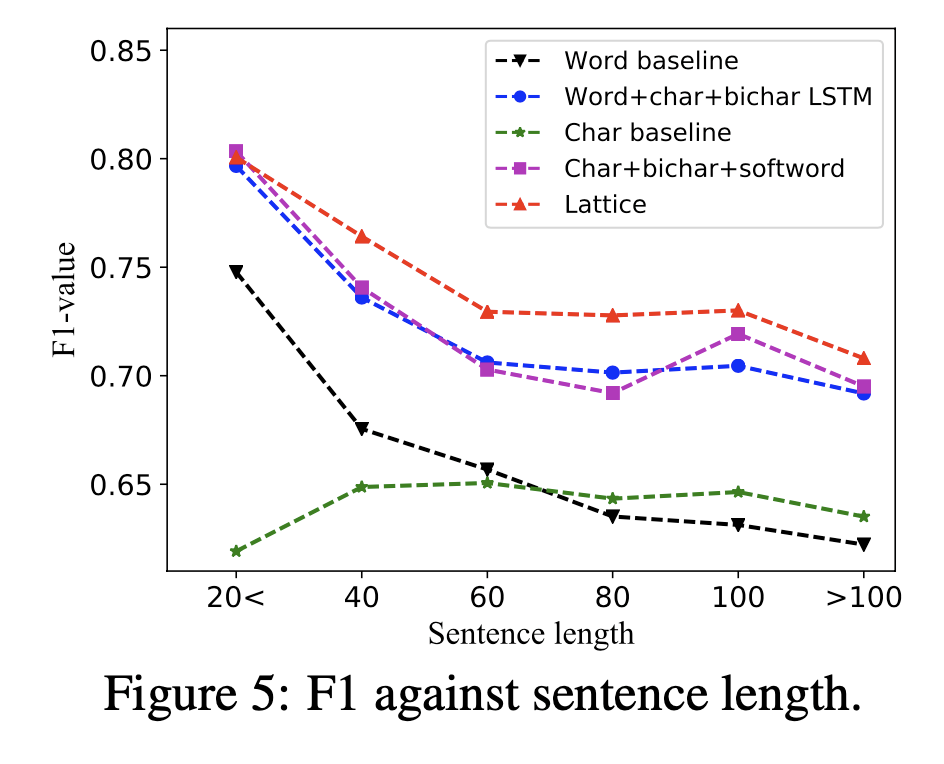 0.85
0.80
0.75
0.70
0.65
F1-value
Word baseline
Word+char+bichar LSTM
Char baseline
Char+bichar+softword
Lattice
20< 40 60 80 100 >100
Sentence length
Figure 5: F1 against sentence length.